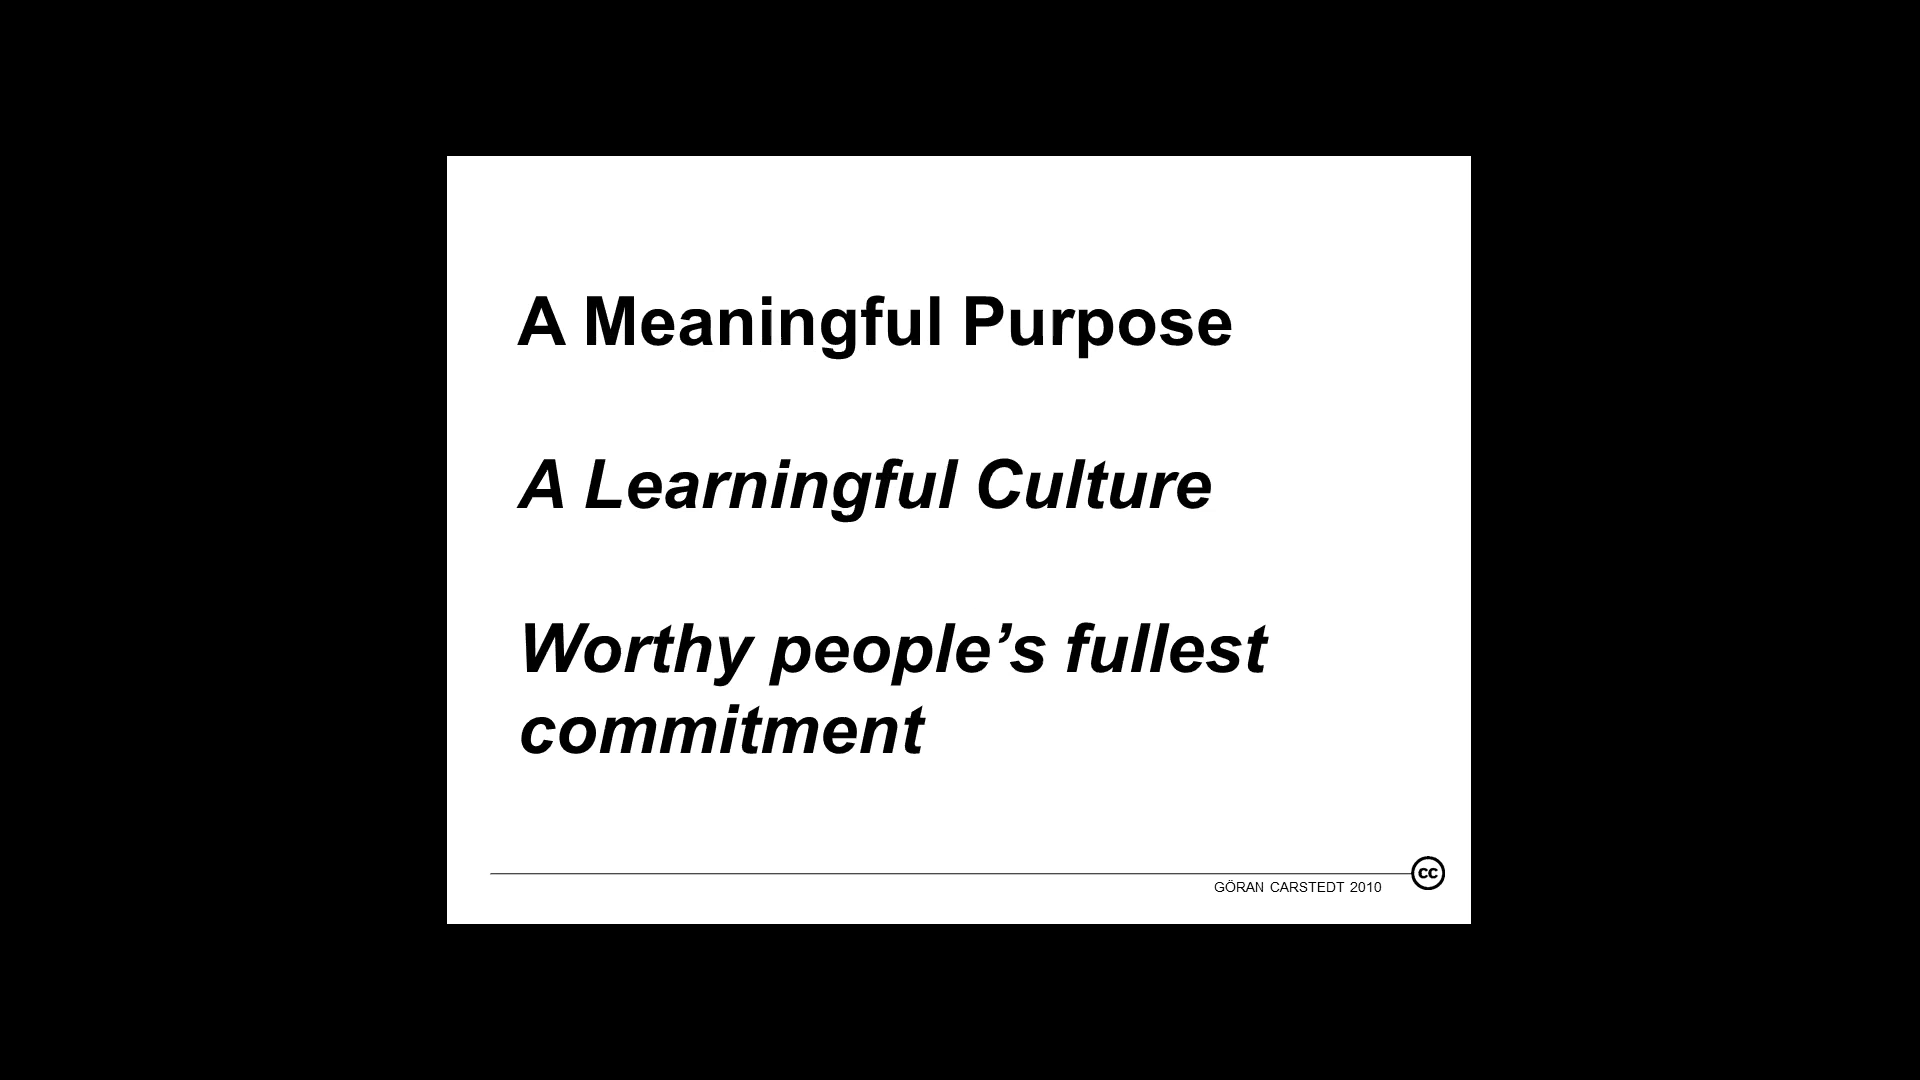 A Meaningful Purpose
A Learningful Culture
Worthy people’s fullest
commitment
cc
GÖRAN CARSTEDT 2010